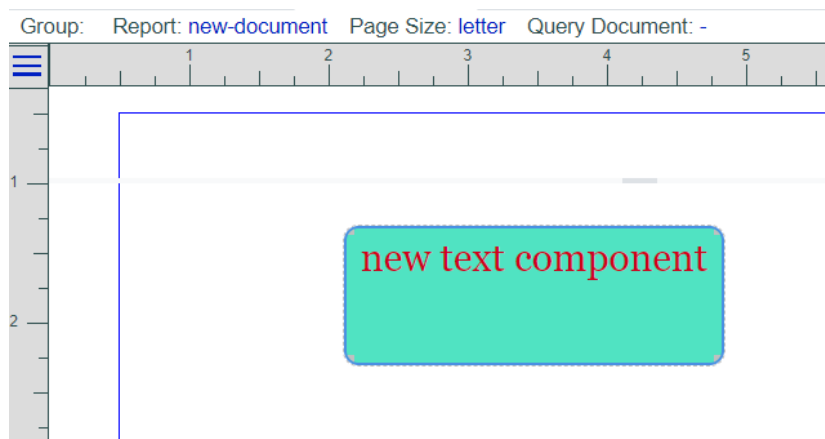 Group: Report: new-document Page Size: letter Query Document: -
1 2 3 4 5
1
new text component
2